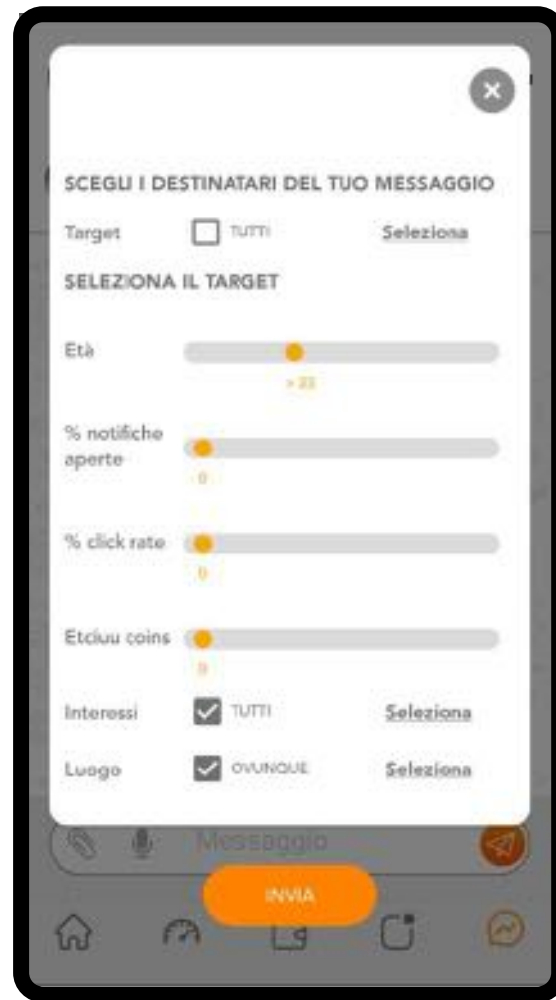 SCEGLI I DESTINATARI DEL TUO MESSAGGIO
Target TUTTI Seleziona
SELEZIONA IL TARGET
Età
% notifiche
aperte
0
% click rate
0
Etciuu coins
0
Interessi TUTTI Seleziona
Luogo OVUNQUE Seleziona
Messaggio
INVIA